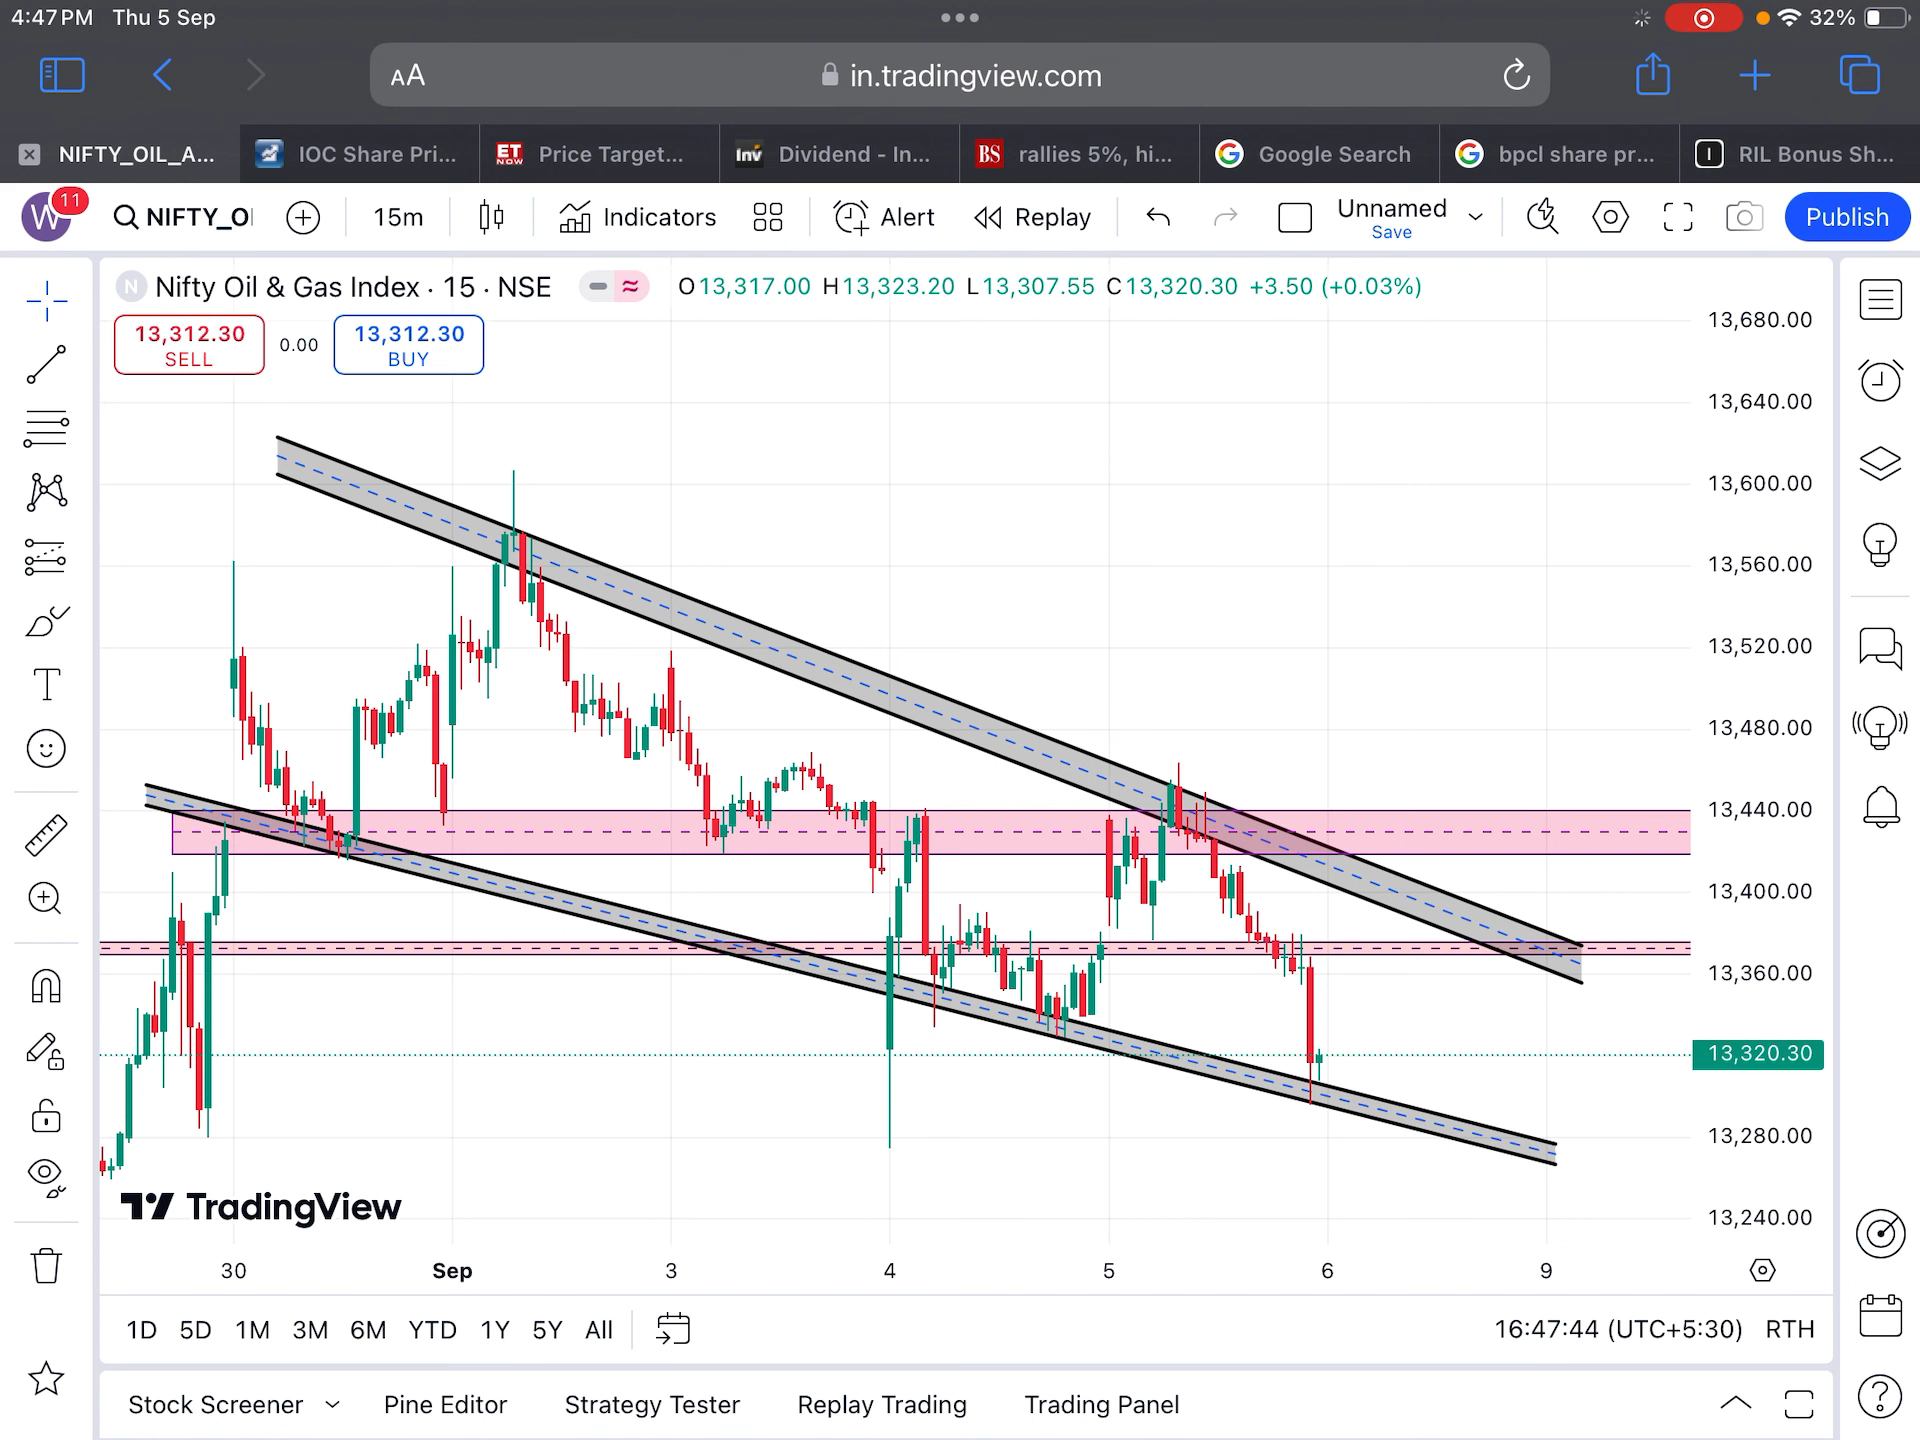 4:47 PM Thu 5 Sep
32%
AA in.tradingview.com
NIFTY_OIL_A...
IOC Share Pri...
ET NOW Price Target...
Inv Dividend - In...
BS rallies 5%, hi...
G Google Search
G bpcl share pr...
I RIL Bonus Sh...
W 11 NIFTY_O 15m Indicators Alert Replay Unnamed Publish
Save
N Nifty Oil & Gas Index · 15 · NSE O13,317.00 H13,323.20 L13,307.55 C13,320.30 +3.50 (+0.03%)
13,312.30
SELL
0.00
13,312.30
BUY
13,680.00
13,640.00
13,600.00
13,560.00
13,520.00
13,480.00
13,440.00
13,400.00
13,360.00
13,320.30
13,280.00
13,240.00
TradingView
30 Sep 3 4 5 6 9
1D 5D 1M 3M 6M YTD 1Y 5Y All 16:47:44 (UTC+5:30) RTH
Stock Screener Pine Editor Strategy Tester Replay Trading Trading Panel